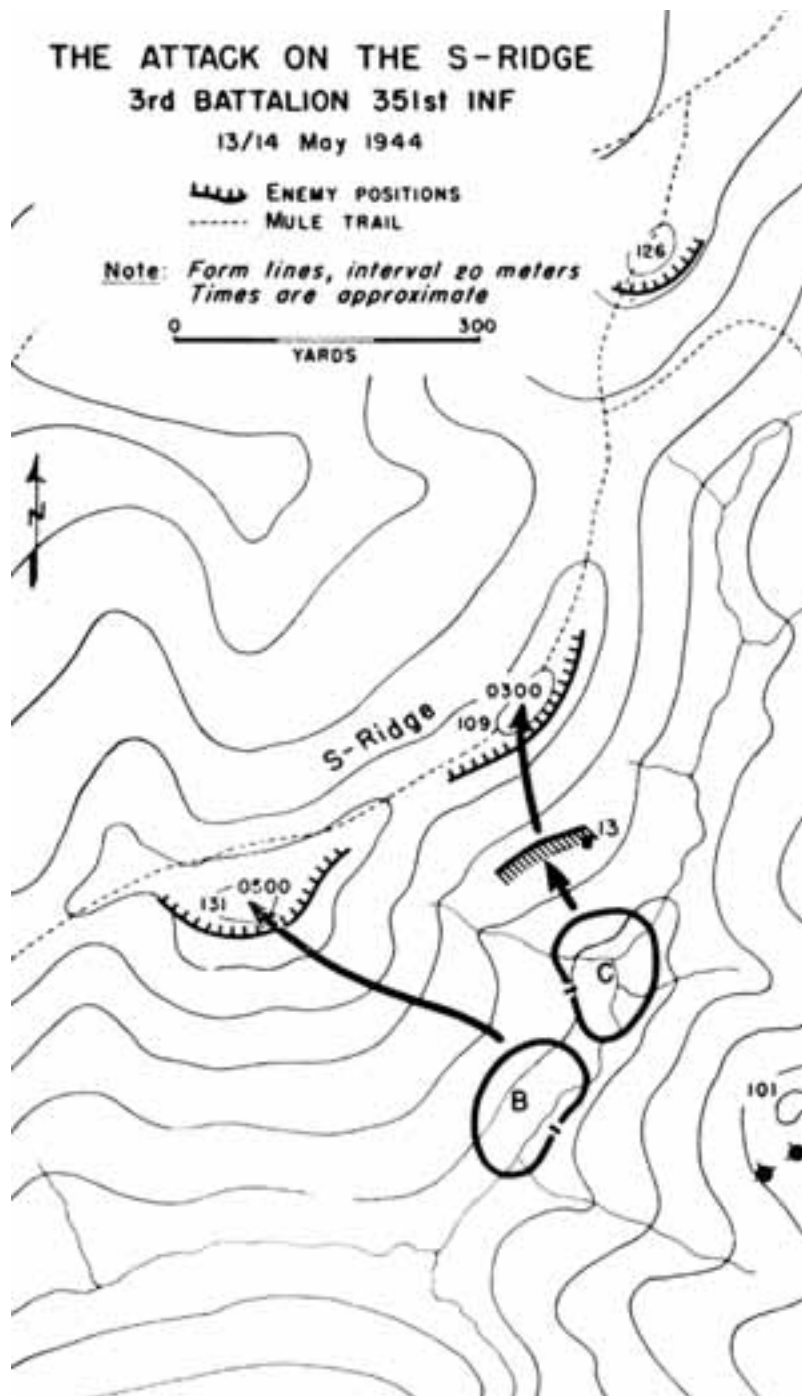 THE ATTACK ON THE S-RIDGE
3rd BATTALION 351st INF
13/14 May 1944
ENEMY POSITIONS
MULE TRAIL
Note: Form lines, interval 20 meters
Times are approximate
0 300
YARDS
126
N
0300
109
S-Ridge
13
0500
131
C
B
101